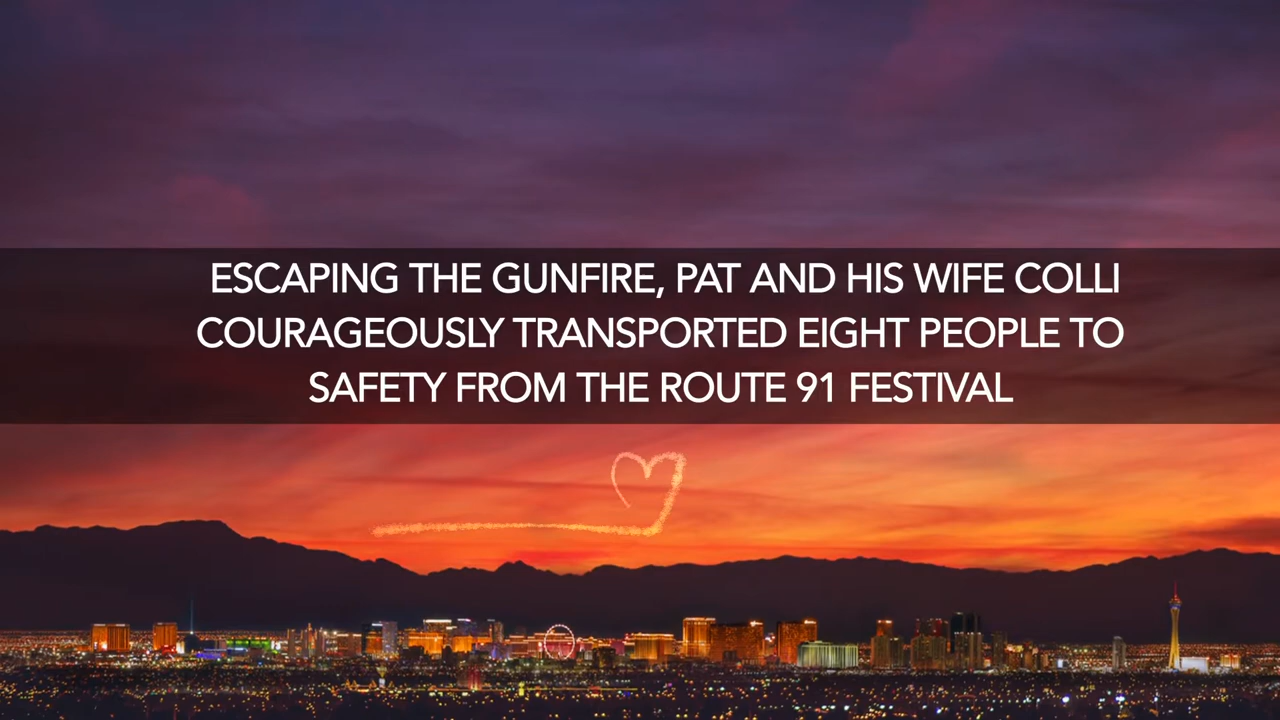 ESCAPING THE GUNFIRE, PAT AND HIS WIFE COLLI
COURAGEOUSLY TRANSPORTED EIGHT PEOPLE TO
SAFETY FROM THE ROUTE 91 FESTIVAL